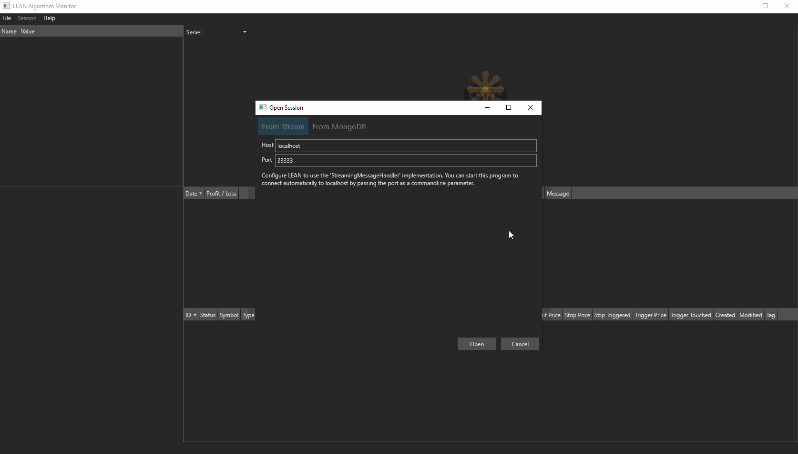 LEAN Algorithm Monitor
File Session Help
Name Value
Series
Open Session
From Stream From MongoDB
Host localhost
Port 33333
Configure LEAN to use the 'StreamingMessageHandler' implementation. You can start this program to
connect automatically to localhost by passing the port as a commandline parameter.
Date Profit / Loss
Message
ID Status Symbol Type
Price Stop Price Stop Triggered Trigger Price Trigger Touched Created Modified Tag
Open Cancel